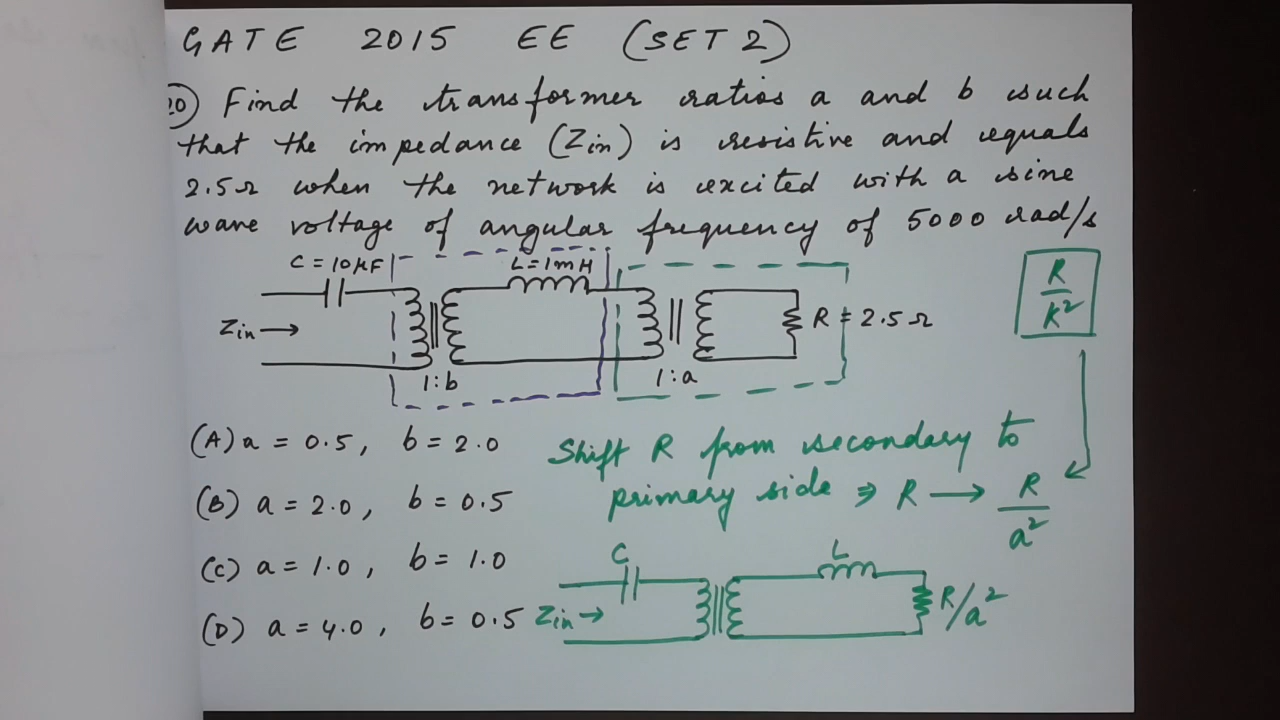 GATE 2015 EE (SET 2)
20) Find the transformer ratios a and b such
that the impedance (Zin) is resistive and equals
2.5Ω when the network is excited with a sine
wave voltage of angular frequency of 5000 rad/s
C = 10μF
L = 1mH
R/K²
Zin →
R = 2.5Ω
1:b
1:a
(A) a = 0.5, b = 2.0
(B) a = 2.0, b = 0.5
(C) a = 1.0, b = 1.0
(D) a = 4.0, b = 0.5
Shift R from secondary to
primary side ⇒ R → R/a²
C
L
Zin →
R/a²